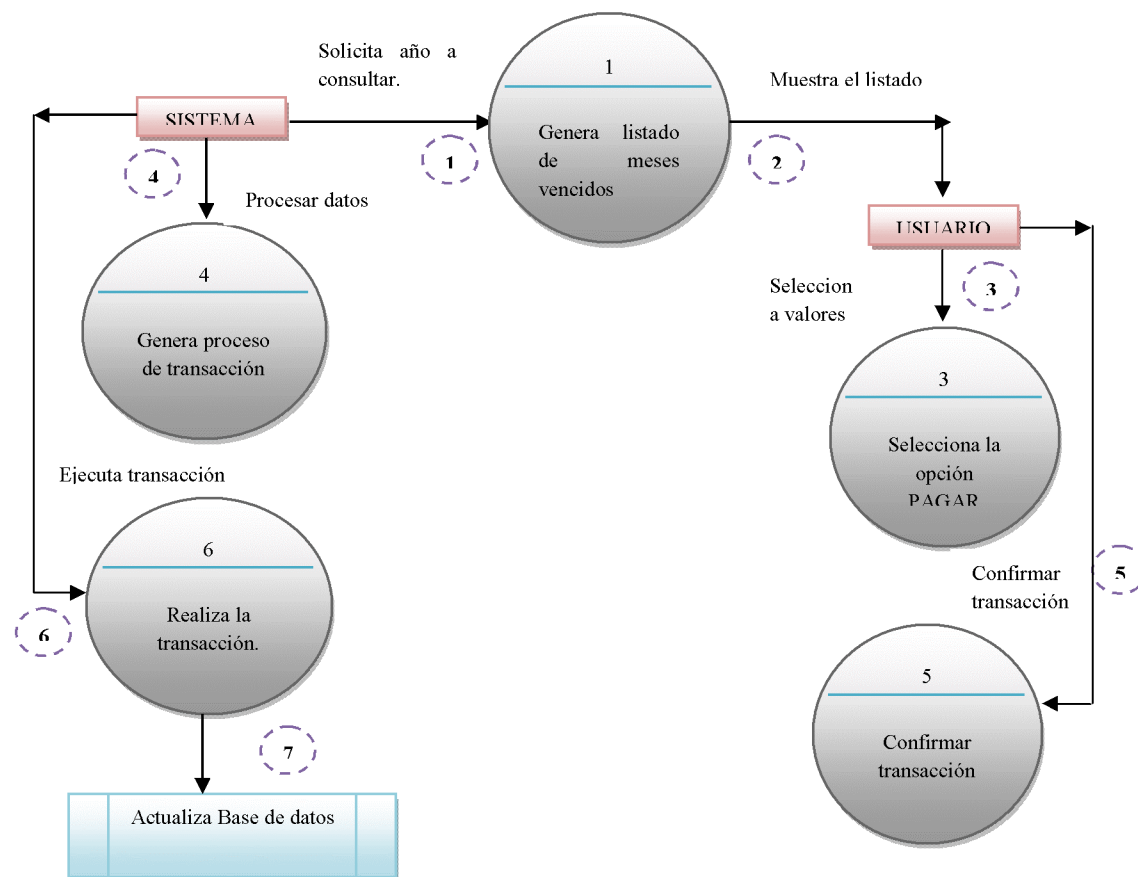 Solicita año a
consultar.
1
Muestra el listado
SISTEMA
Genera listado
de meses
vencidos
4
1
2
Procesar datos
USUARIO
4
Seleccion
a valores
3
Genera proceso
de transacción
3
Selecciona la
opción
PAGAR
Ejecuta transacción
6
Confirmar
transacción
5
Realiza la
transacción.
6
5
Confirmar
transacción
7
Actualiza Base de datos